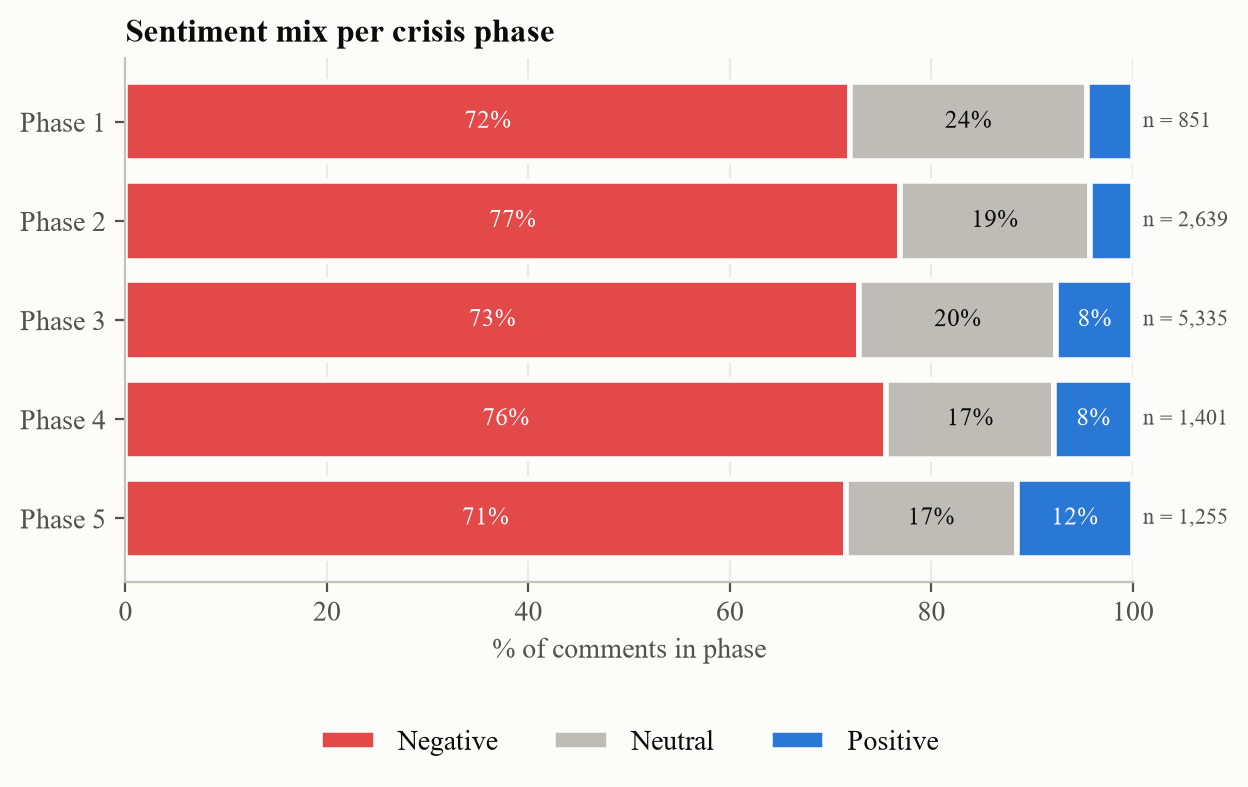 Sentiment mix per crisis phase
Phase 1 72% 24% n = 851
Phase 2 77% 19% n = 2,639
Phase 3 73% 20% 8% n = 5,335
Phase 4 76% 17% 8% n = 1,401
Phase 5 71% 17% 12% n = 1,255
0 20 40 60 80 100
% of comments in phase
Negative Neutral Positive